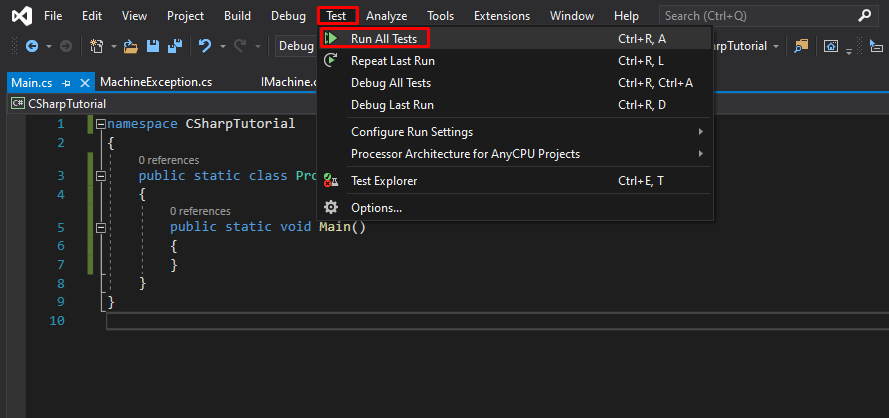 File Edit View Project Build Debug Test Analyze Tools Extensions Window Help Search (Ctrl+Q)
Debug
Run All Tests Ctrl+R, A
Repeat Last Run Ctrl+R, L
Debug All Tests Ctrl+R, Ctrl+A
Debug Last Run Ctrl+R, D
Configure Run Settings
Processor Architecture for AnyCPU Projects
Test Explorer Ctrl+E, T
Options...
Main.cs MachineException.cs IMachine.c
C# CSharpTutorial
1 namespace CSharpTutorial
2 {
0 references
3 public static class Pro
4 {
0 references
5 public static void Main()
6 {
7 }
8 }
9 }
10